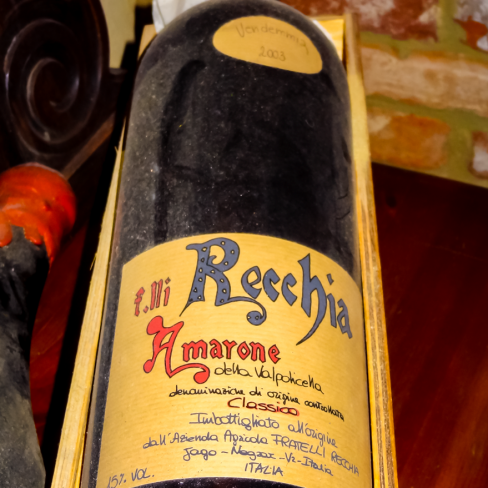 Vendemmia
2003
f.lli Recchia
Amarone
della Valpolicella
denominazione di origine controllata
Classico
Imbottigliato all'origine
dall'Azienda Agricola FRATELLI RECCHIA
Jago - Negrar - Vr - Italia
ITALIA
15% VOL.